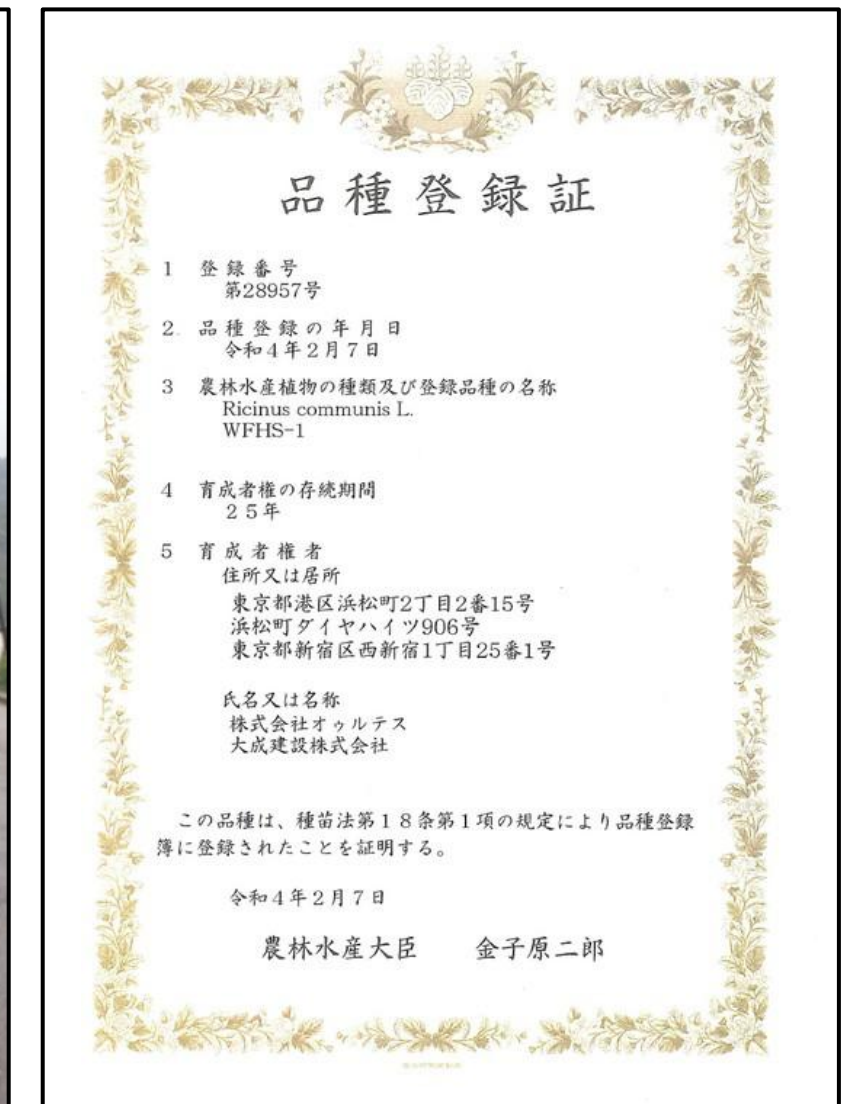 品種登録証
1 登録番号
第28957号
2 品種登録の年月日
令和4年2月7日
3 農林水産植物の種類及び登録品種の名称
Ricinus communis L.
WFHS-1
4 育成者権の存続期間
25年
5 育成者権者
住所又は居所
東京都港区浜松町2丁目2番15号
浜松町ダイヤハイツ906号
東京都新宿区西新宿1丁目25番1号
氏名又は名称
株式会社オゥルテス
大成建設株式会社
この品種は、種苗法第18条第1項の規定により品種登録
簿に登録されたことを証明する。
令和4年2月7日
農林水産大臣 金子原二郎